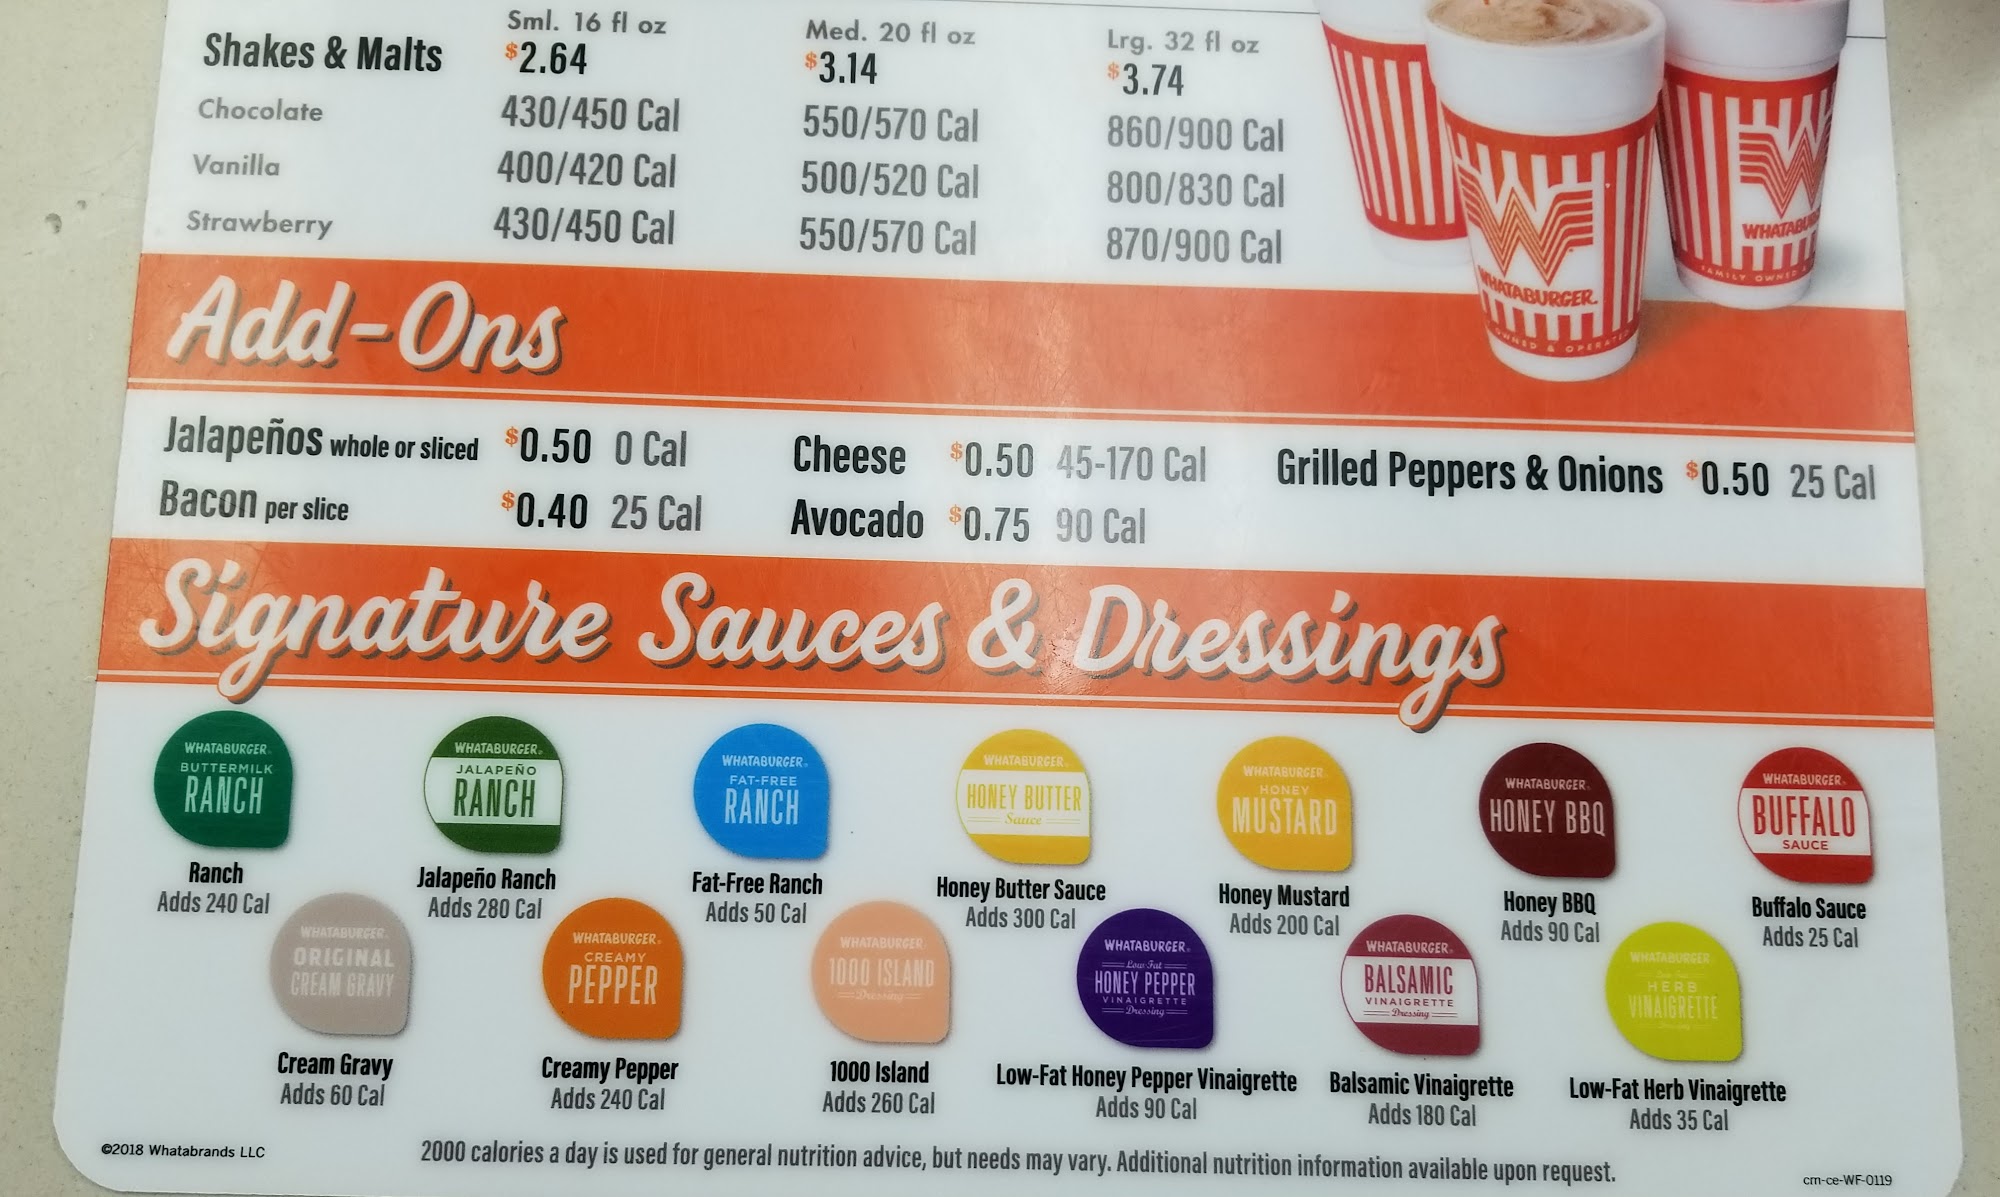 Sml. 16 fl oz Med. 20 fl oz Lrg. 32 fl oz
Shakes & Malts $2.64 $3.14 $3.74
Chocolate 430/450 Cal 550/570 Cal 860/900 Cal
Vanilla 400/420 Cal 500/520 Cal 800/830 Cal
Strawberry 430/450 Cal 550/570 Cal 870/900 Cal
WHATABURGER.
OWNED & OPERATED
WHATABU
FAMILY OWNED &
Add-Ons
Jalapeños whole or sliced $0.50 0 Cal Cheese $0.50 45-170 Cal Grilled Peppers & Onions $0.50 25 Cal
Bacon per slice $0.40 25 Cal Avocado $0.75 90 Cal
Signature Sauces & Dressings
WHATABURGER®
BUTTERMILK
RANCH
Ranch
Adds 240 Cal
WHATABURGER®
JALAPEÑO
RANCH
Jalapeño Ranch
Adds 280 Cal
WHATABURGER®
FAT-FREE
RANCH
Fat-Free Ranch
Adds 50 Cal
WHATABURGER®
HONEY BUTTER
Sauce
Honey Butter Sauce
Adds 300 Cal
WHATABURGER®
HONEY
MUSTARD
Honey Mustard
Adds 200 Cal
WHATABURGER®
HONEY BBQ
Honey BBQ
Adds 90 Cal
WHATABURGER®
BUFFALO
SAUCE
Buffalo Sauce
Adds 25 Cal
WHATABURGER®
ORIGINAL
CREAM GRAVY
Cream Gravy
Adds 60 Cal
WHATABURGER®
CREAMY
PEPPER
Creamy Pepper
Adds 240 Cal
WHATABURGER®
1000 ISLAND
Dressing
1000 Island
Adds 260 Cal
WHATABURGER®
Low-Fat
HONEY PEPPER
VINAIGRETTE
Dressing
Low-Fat Honey Pepper Vinaigrette
Adds 90 Cal
WHATABURGER®
BALSAMIC
VINAIGRETTE
Dressing
Balsamic Vinaigrette
Adds 180 Cal
WHATABURGER®
Low-Fat
HERB
VINAIGRETTE
Dressing
Low-Fat Herb Vinaigrette
Adds 35 Cal
©2018 Whatabrands LLC
2000 calories a day is used for general nutrition advice, but needs may vary. Additional nutrition information available upon request.
cm-ce-WF-0119